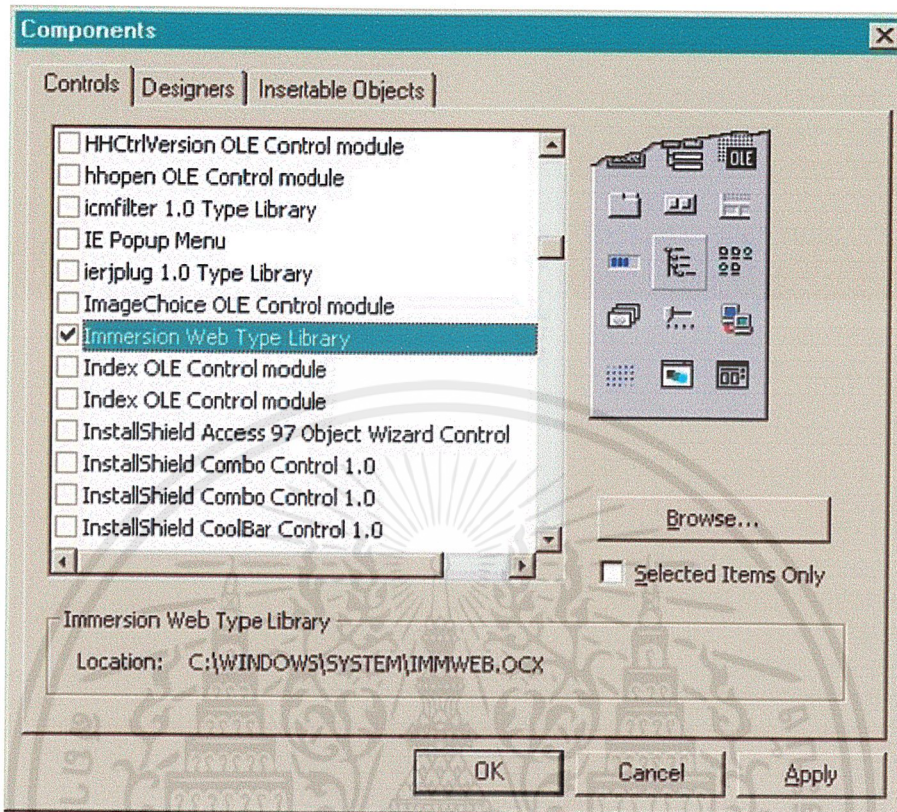 Components
Controls Designers Insertable Objects
HHCtrlVersion OLE Control module
hhopen OLE Control module
icmfilter 1.0 Type Library
IE Popup Menu
ierjplug 1.0 Type Library
ImageChoice OLE Control module
Immersion Web Type Library
Index OLE Control module
Index OLE Control module
InstallShield Access 97 Object Wizard Control
InstallShield Combo Control 1.0
InstallShield Combo Control 1.0
InstallShield CoolBar Control 1.0
OLE
Browse...
Selected Items Only
Immersion Web Type Library
Location: C:\WINDOWS\SYSTEM\IMMWEB.OCX
OK Cancel Apply